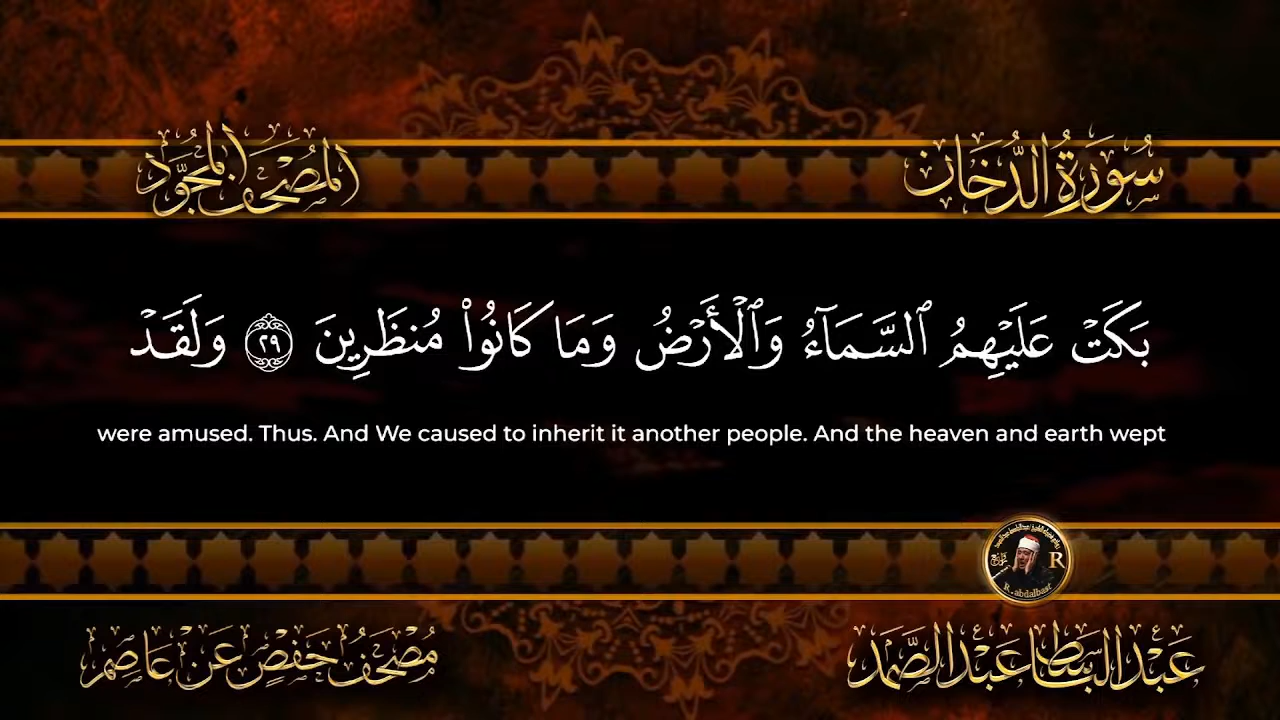 سُورَةُ الدُّخَان
المُصْحَفُ المُجَوَّد
بَكَتْ عَلَيْهِمُ ٱلسَّمَآءُ وَٱلْأَرْضُ وَمَا كَانُوا۟ مُنظَرِينَ ٢٩ وَلَقَدْ
were amused. Thus. And We caused to inherit it another people. And the heaven and earth wept
R
R . abdalbast
عَبْدُ البَاسِطِ عَبْدُ الصَّمَد
مُصْحَفُ حَفْصٍ عَنْ عَاصِم